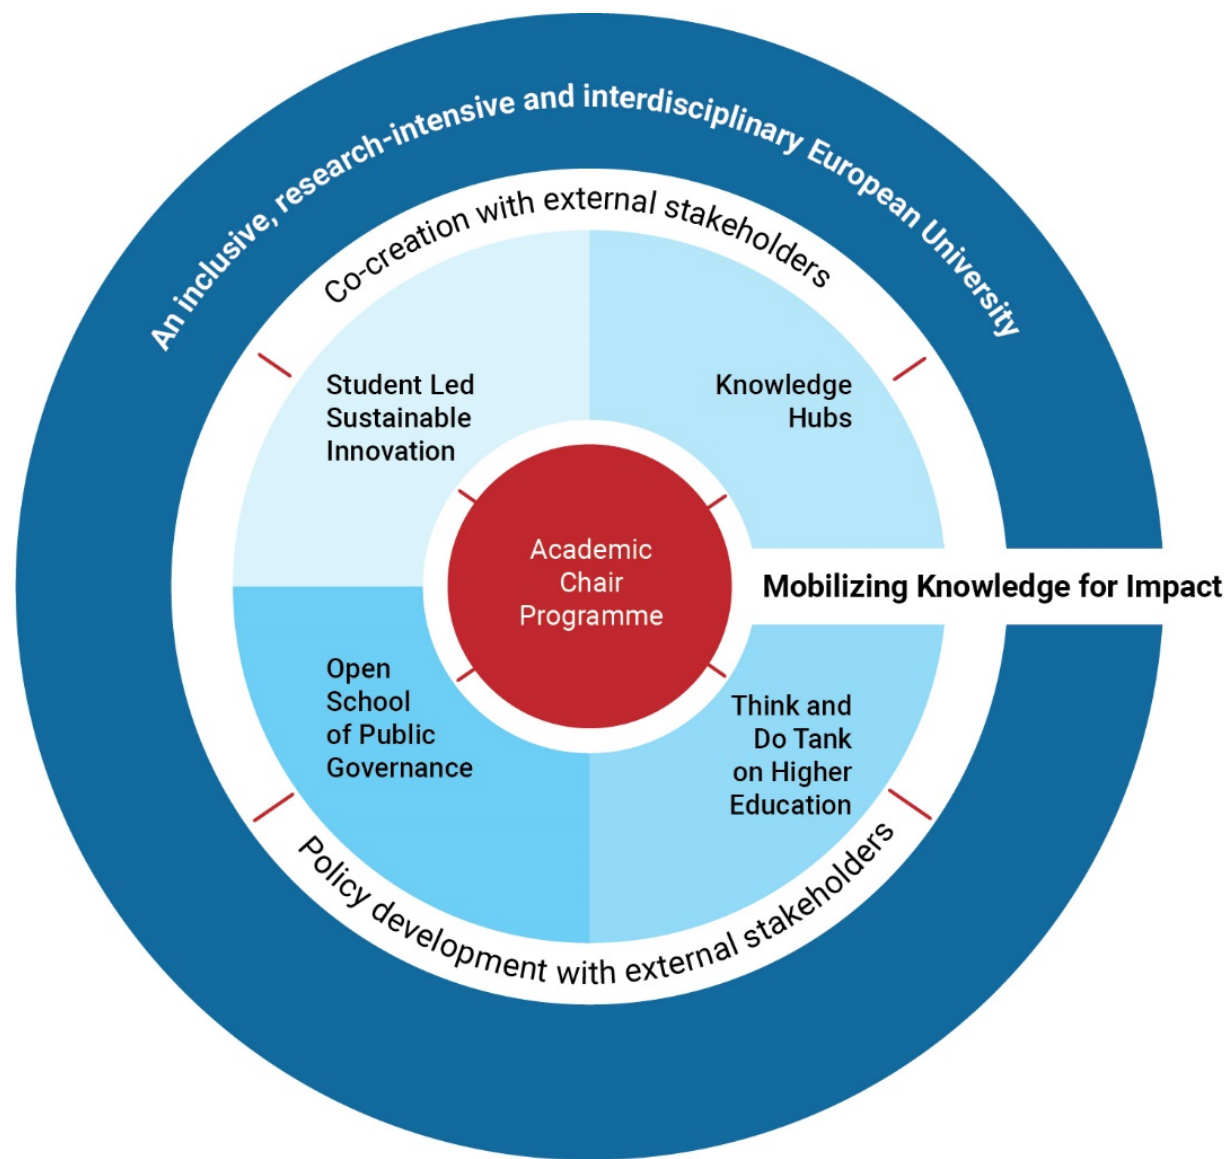 An inclusive, research-intensive and interdisciplinary European University
Co-creation with external stakeholders
Student Led
Sustainable
Innovation
Knowledge
Hubs
Academic
Chair
Programme
Mobilizing Knowledge for Impact
Open
School
of Public
Governance
Think and
Do Tank
on Higher
Education
Policy development with external stakeholders